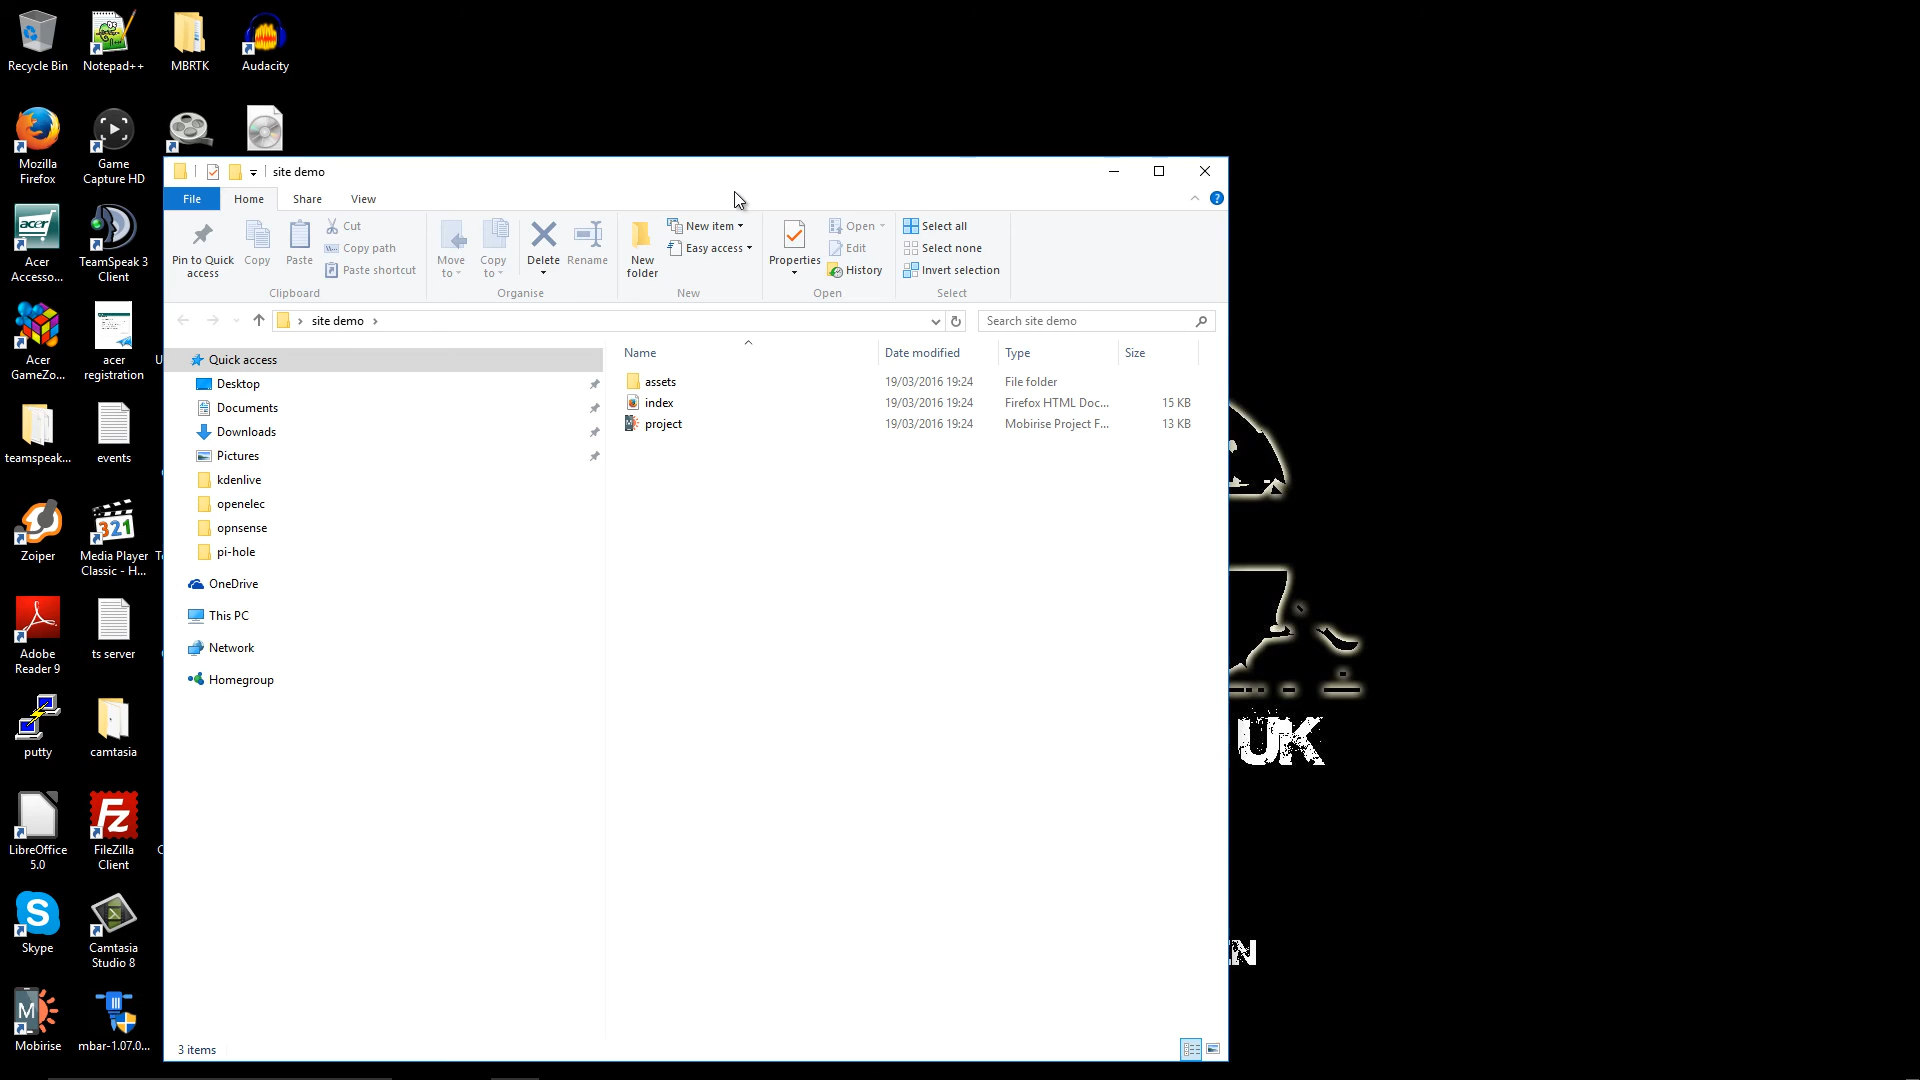 Recycle Bin
Notepad++
MBRTK
Audacity
Mozilla
Firefox
Game
Capture HD
Acer
Accesso...
TeamSpeak 3
Client
Acer
GameZo...
acer
registration
teamspeak...
events
Zoiper
Media Player
Classic - H...
Adobe
Reader 9
ts server
putty
camtasia
LibreOffice
5.0
FileZilla
Client
Skype
Camtasia
Studio 8
Mobirise
mbar-1.07.0...
site demo
File
Home
Share
View
Pin to Quick
access
Copy
Paste
Cut
Copy path
Paste shortcut
Clipboard
Move
to
Copy
to
Delete
Rename
Organise
New
folder
New item
Easy access
New
Properties
Open
Edit
History
Open
Select all
Select none
Invert selection
Select
site demo
Search site demo
Quick access
Desktop
Documents
Downloads
Pictures
kdenlive
openelec
opnsense
pi-hole
OneDrive
This PC
Network
Homegroup
Name Date modified Type Size
assets 19/03/2016 19:24 File folder
index 19/03/2016 19:24 Firefox HTML Doc... 15 KB
project 19/03/2016 19:24 Mobirise Project F... 13 KB
3 items
UK